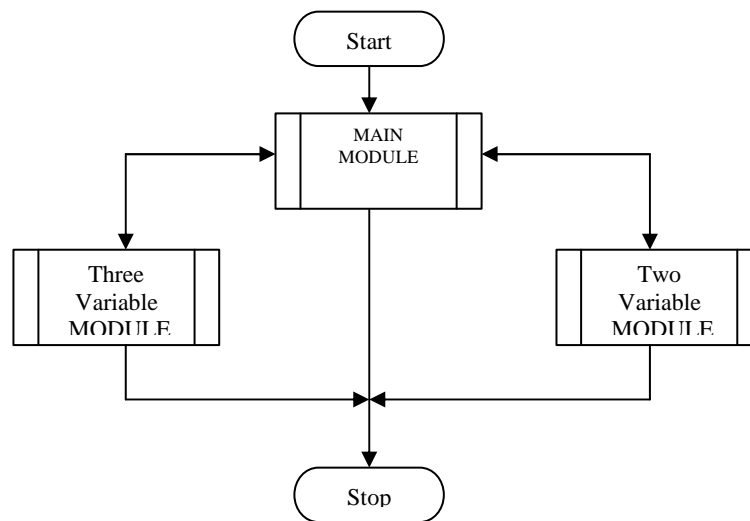 Start
MAIN
MODULE
Three
Variable
MODULE
Two
Variable
MODULE
Stop